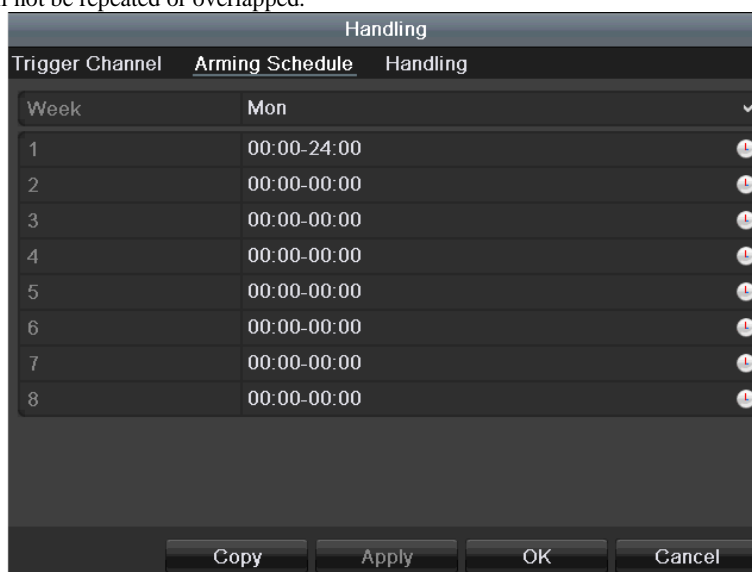 not be repeated or overlapped.
Handling
Trigger Channel Arming Schedule Handling
Week Mon
1 00:00-24:00
2 00:00-00:00
3 00:00-00:00
4 00:00-00:00
5 00:00-00:00
6 00:00-00:00
7 00:00-00:00
8 00:00-00:00
Copy Apply OK Cancel